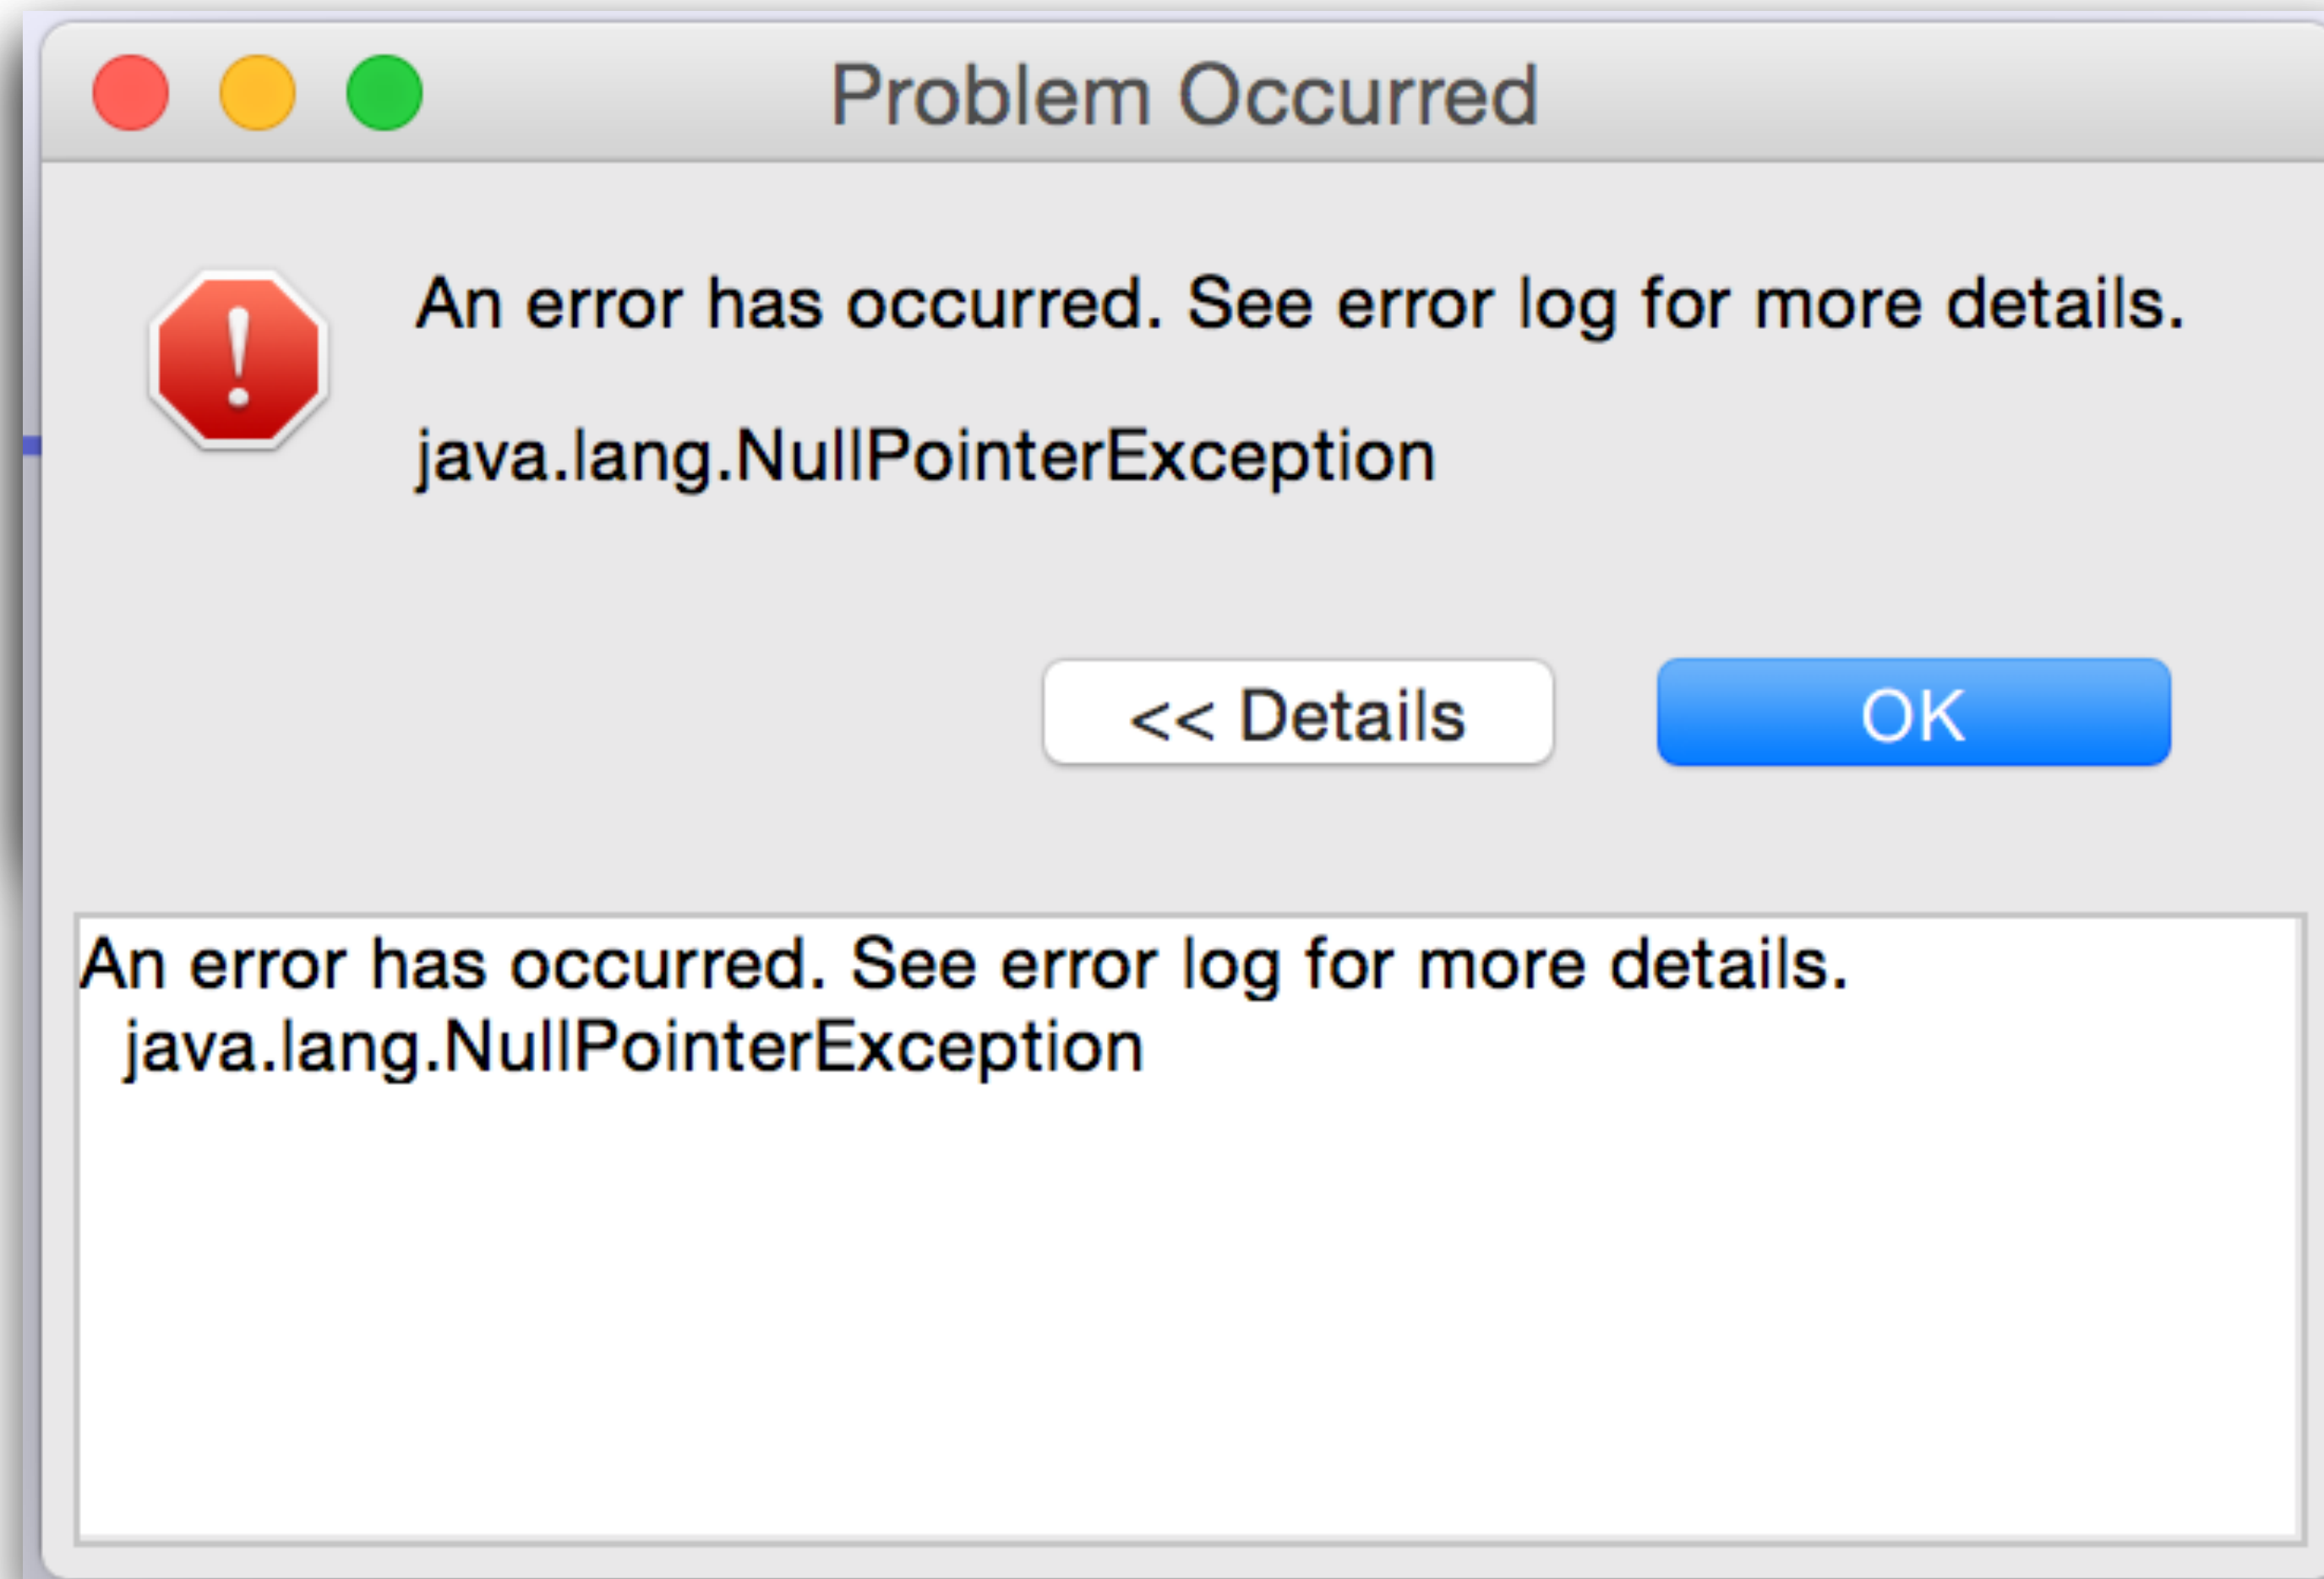 Problem Occurred
An error has occurred. See error log for more details.
java.lang.NullPointerException
<< Details
OK
An error has occurred. See error log for more details.
java.lang.NullPointerException